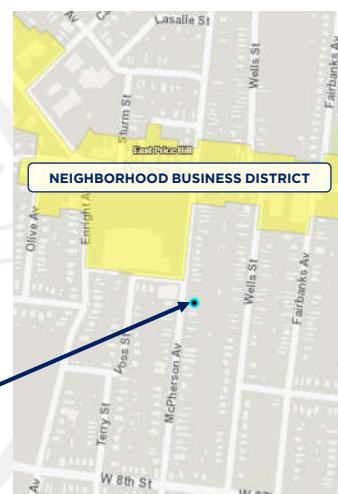 Av
Lasalle St
Sturm St
Wells St
Fairbanks Av
East Price Hill
NEIGHBORHOOD BUSINESS DISTRICT
Olive Av
Enright A
Voss St
McPherson Av
Wells St
Fairbanks Av
Terry St
W 8th St
Av